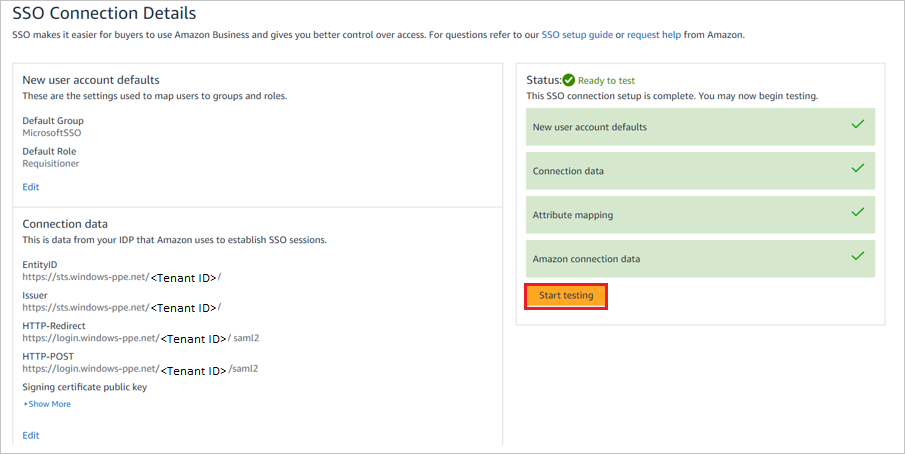 SSO Connection Details
SSO makes it easier for buyers to use Amazon Business and gives you better control over access. For questions refer to our SSO setup guide or request help from Amazon.
New user account defaults
These are the settings used to map users to groups and roles.
Default Group
MicrosoftSSO
Default Role
Requisitioner
Edit
Connection data
This is data from your IDP that Amazon uses to establish SSO sessions.
EntityID
https://sts.windows-ppe.net/<Tenant ID>/
Issuer
https://sts.windows-ppe.net/<Tenant ID>/
HTTP-Redirect
https://login.windows-ppe.net/<Tenant ID>/ saml2
HTTP-POST
https://login.windows-ppe.net/<Tenant ID>/saml2
Signing certificate public key
Show More
Edit
Status: Ready to test
This SSO connection setup is complete. You may now begin testing.
New user account defaults
Connection data
Attribute mapping
Amazon connection data
Start testing